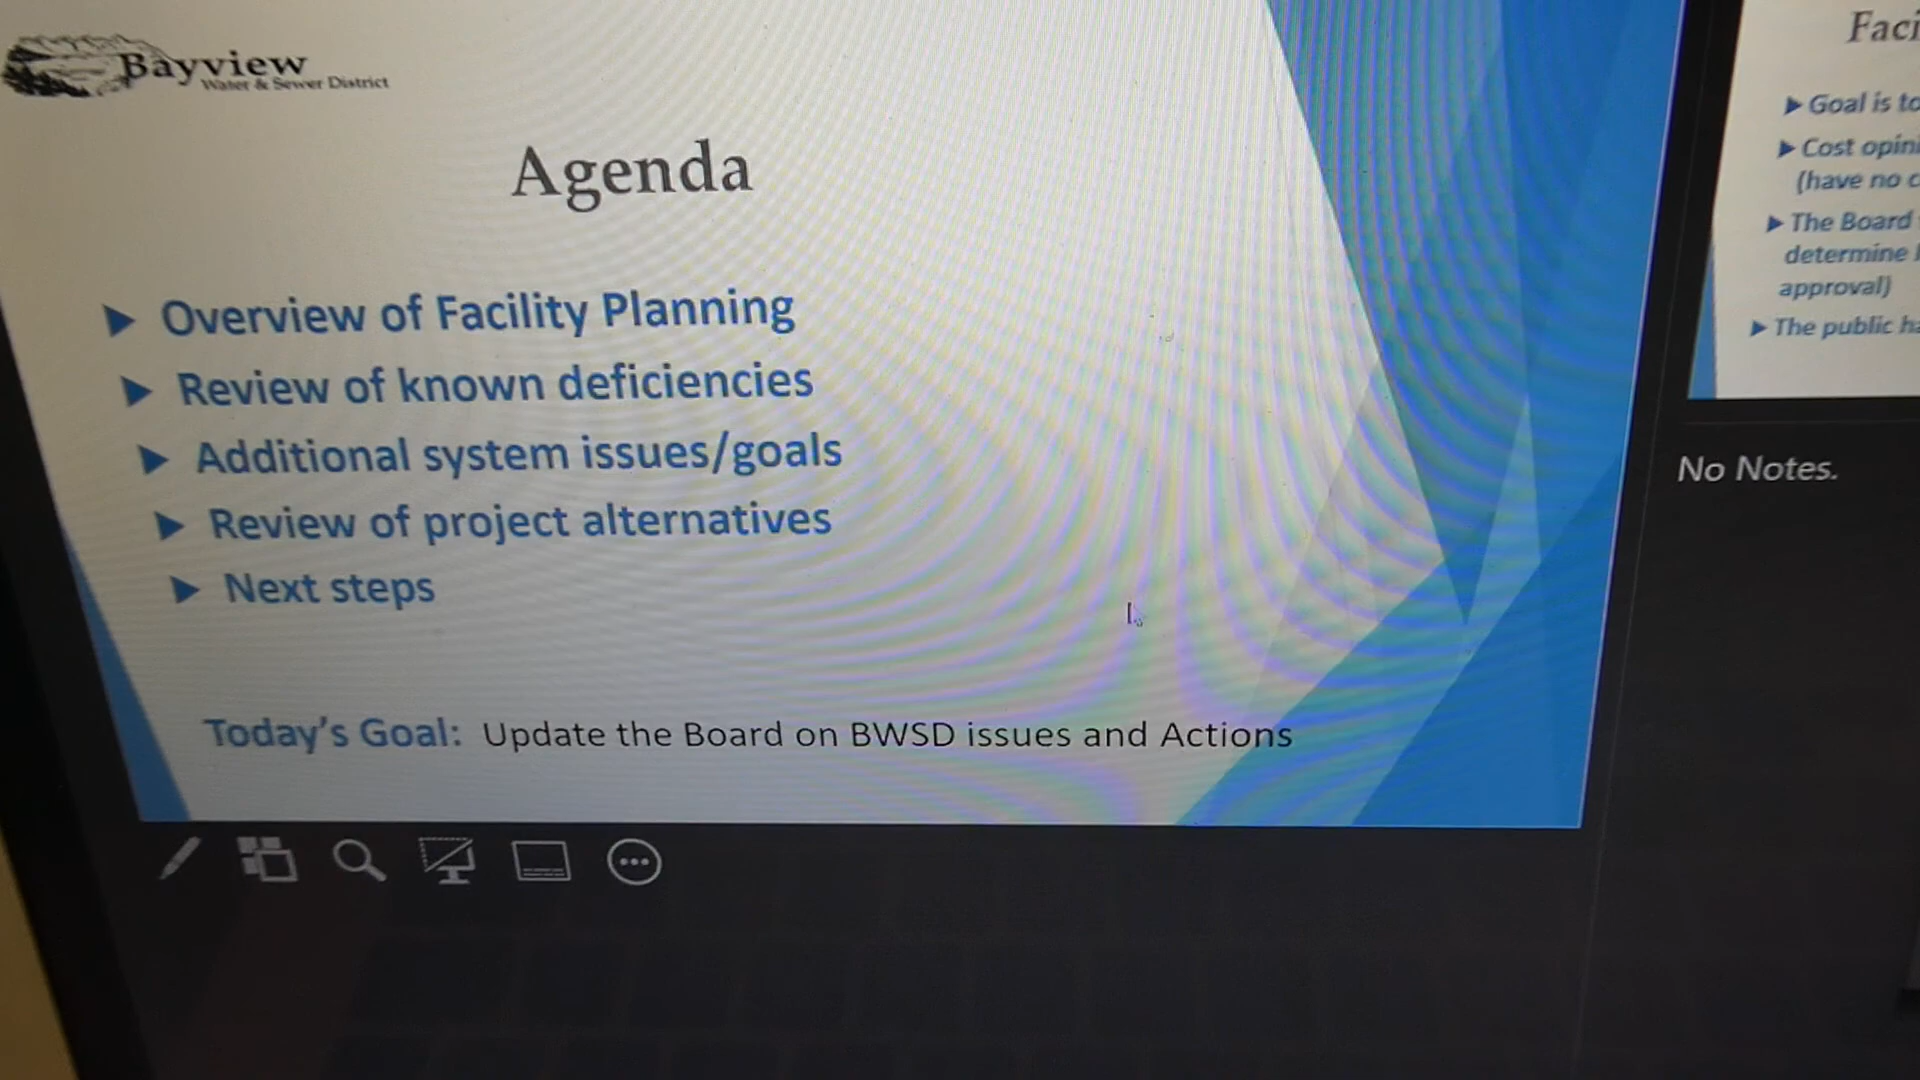 Bayview
Water & Sewer District
Agenda
Overview of Facility Planning
Review of known deficiencies
Additional system issues/goals
Review of project alternatives
Next steps
Today's Goal: Update the Board on BWSD issues and Actions
Goal is to
Cost
(have no
The Board
determine
approval)
The public
No Notes.